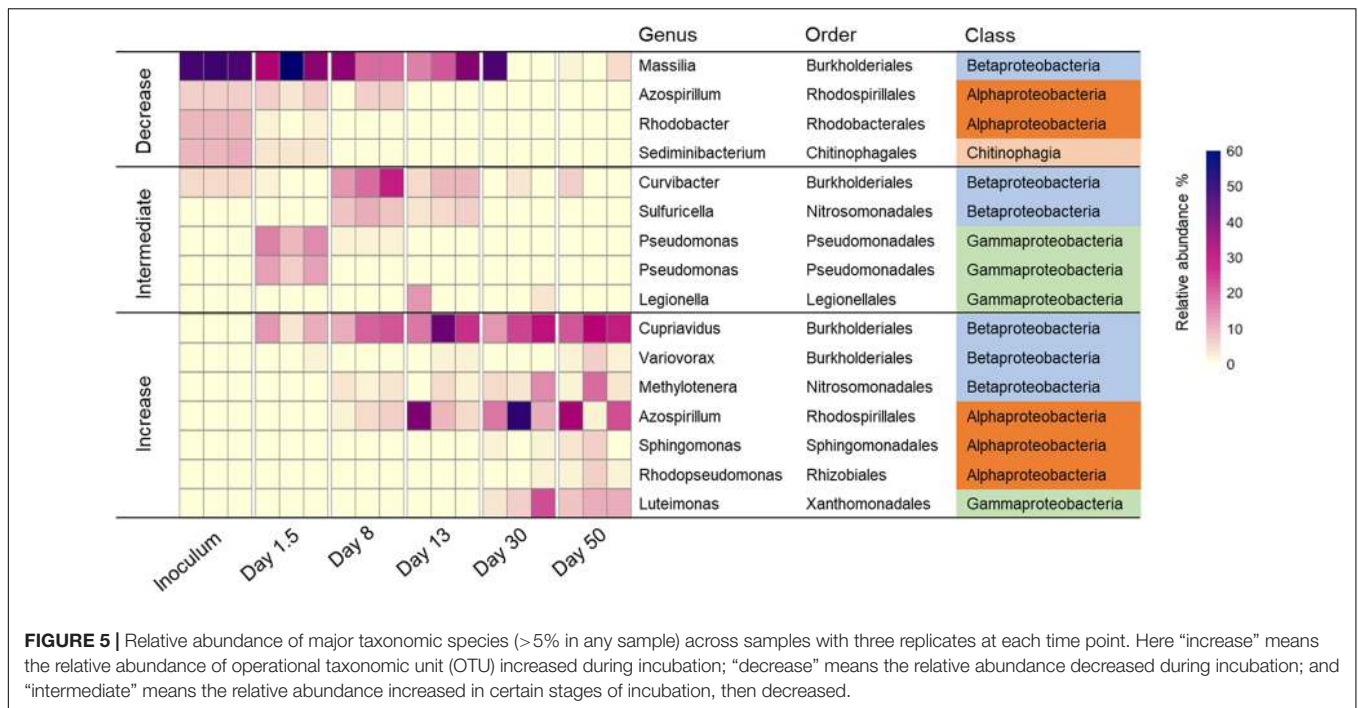 Genus Order Class
Decrease
Massilia Burkholderiales Betaproteobacteria
Azospirillum Rhodospirillales Alphaproteobacteria
Rhodobacter Rhodobacterales Alphaproteobacteria
Sediminibacterium Chitinophagales Chitinophagia
Intermediate
Curvibacter Burkholderiales Betaproteobacteria
Sulfuricella Nitrosomonadales Betaproteobacteria
Pseudomonas Pseudomonadales Gammaproteobacteria
Pseudomonas Pseudomonadales Gammaproteobacteria
Legionella Legionellales Gammaproteobacteria
Increase
Cupriavidus Burkholderiales Betaproteobacteria
Variovorax Burkholderiales Betaproteobacteria
Methylotenera Nitrosomonadales Betaproteobacteria
Azospirillum Rhodospirillales Alphaproteobacteria
Sphingomonas Sphingomonadales Alphaproteobacteria
Rhodopseudomonas Rhizobiales Alphaproteobacteria
Luteimonas Xanthomonadales Gammaproteobacteria
Inoculum Day 1.5 Day 8 Day 13 Day 30 Day 50
Relative abundance %
60
50
40
30
20
10
0
FIGURE 5 | Relative abundance of major taxonomic species (>5% in any sample) across samples with three replicates at each time point. Here “increase” means
the relative abundance of operational taxonomic unit (OTU) increased during incubation; “decrease” means the relative abundance decreased during incubation; and
“intermediate” means the relative abundance increased in certain stages of incubation, then decreased.